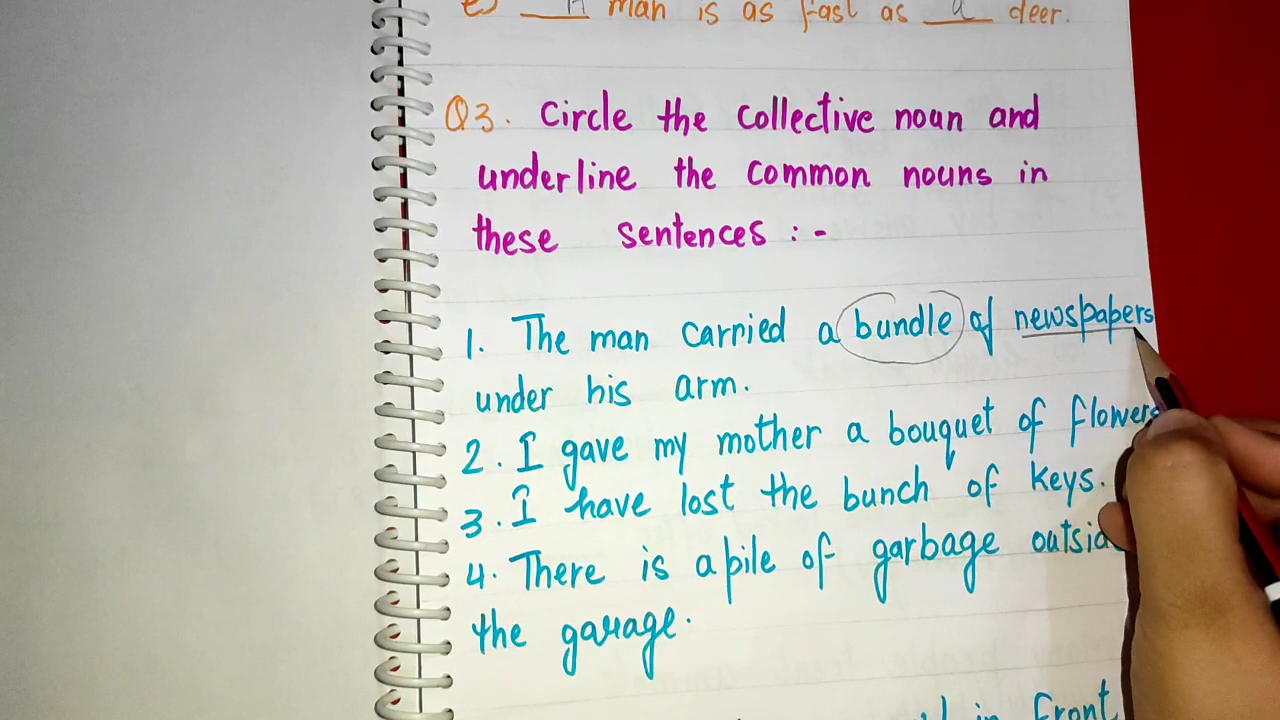 e) A man is as fast as a deer.
Q3. Circle the collective noun and
underline the common nouns in
these sentences :-
1. The man carried a bundle of newspapers
under his arm.
2. I gave my mother a bouquet of flowers
3. I have lost the bunch of keys.
4. There is a pile of garbage outsid
the garage.
in front